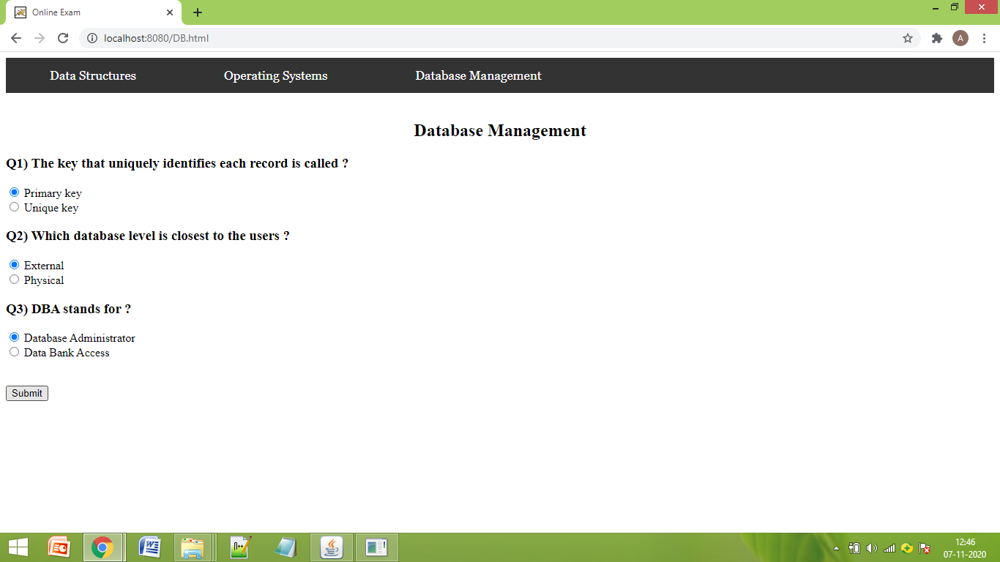 Online Exam
localhost:8080/DB.html
A
Data Structures Operating Systems Database Management
Database Management
Q1) The key that uniquely identifies each record is called ?
Primary key
Unique key
Q2) Which database level is closest to the users ?
External
Physical
Q3) DBA stands for ?
Database Administrator
Data Bank Access
Submit
12:46
07-11-2020